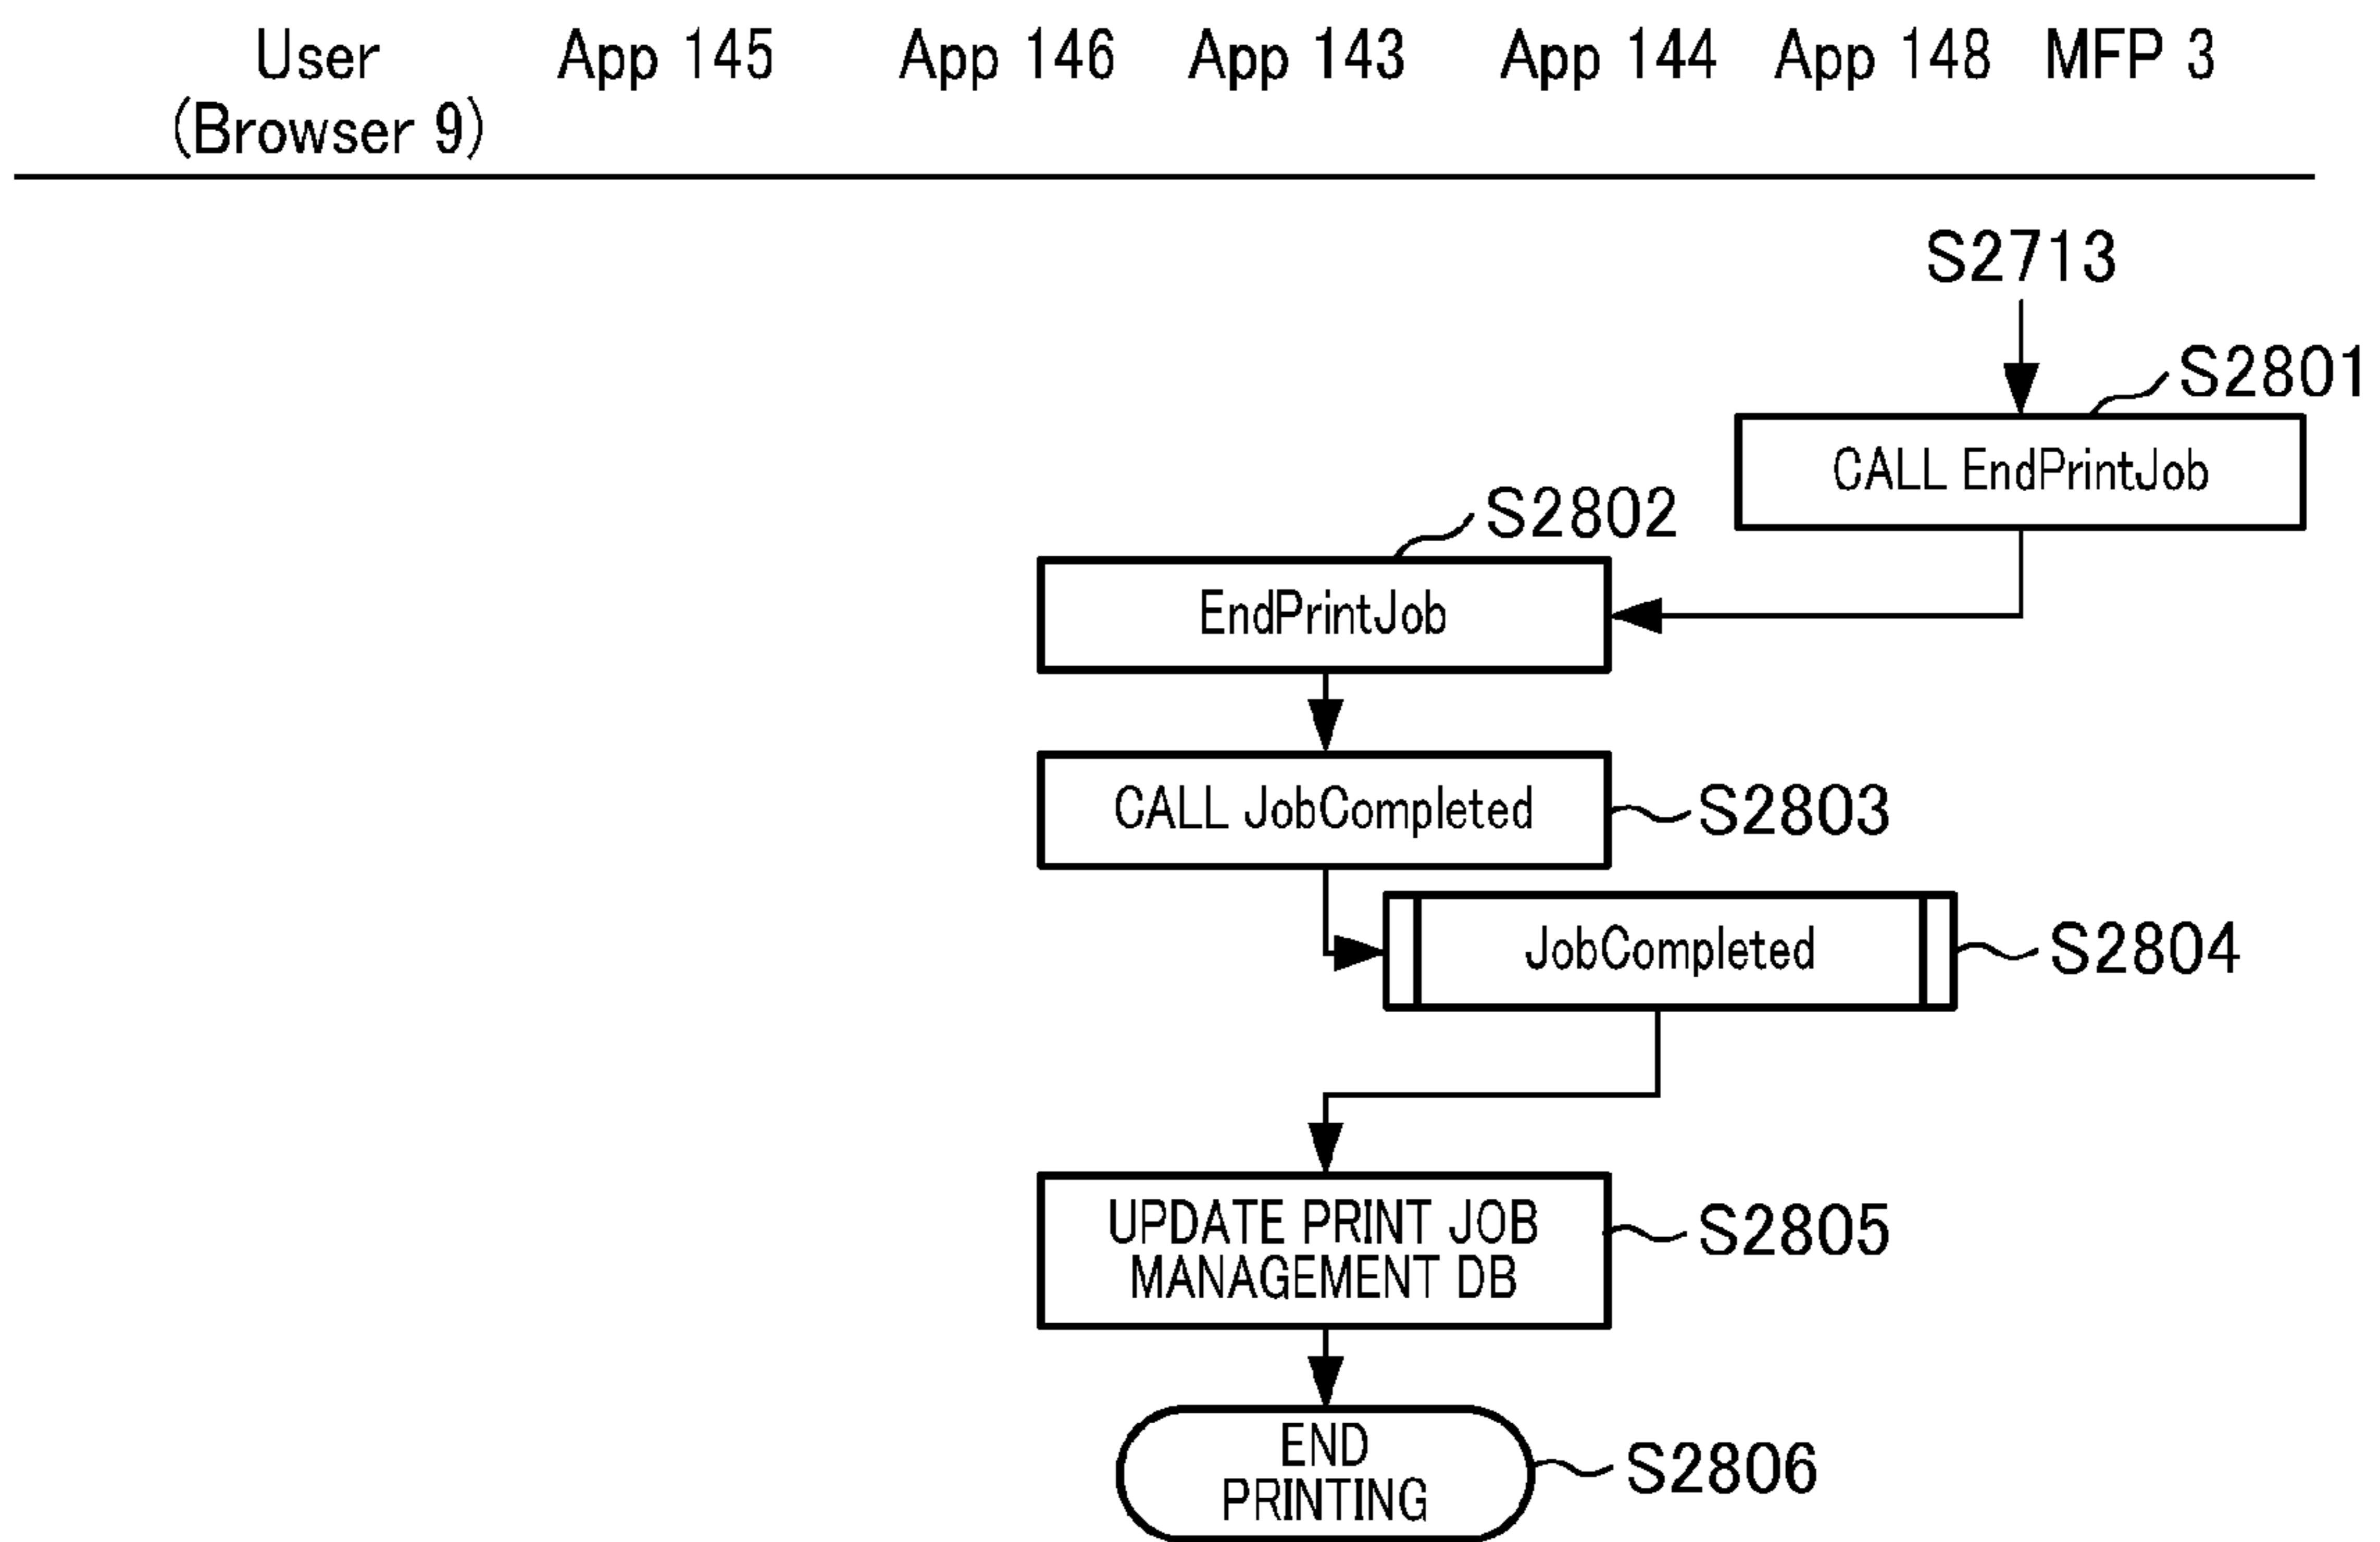 User App 145 App 146 App 143 App 144 App 148 MFP 3
(Browser 9)
S2713
S2801
CALL EndPrintJob
S2802
EndPrintJob
CALL JobCompleted
S2803
JobCompleted
S2804
UPDATE PRINT JOB
MANAGEMENT DB
S2805
END
PRINTING
S2806